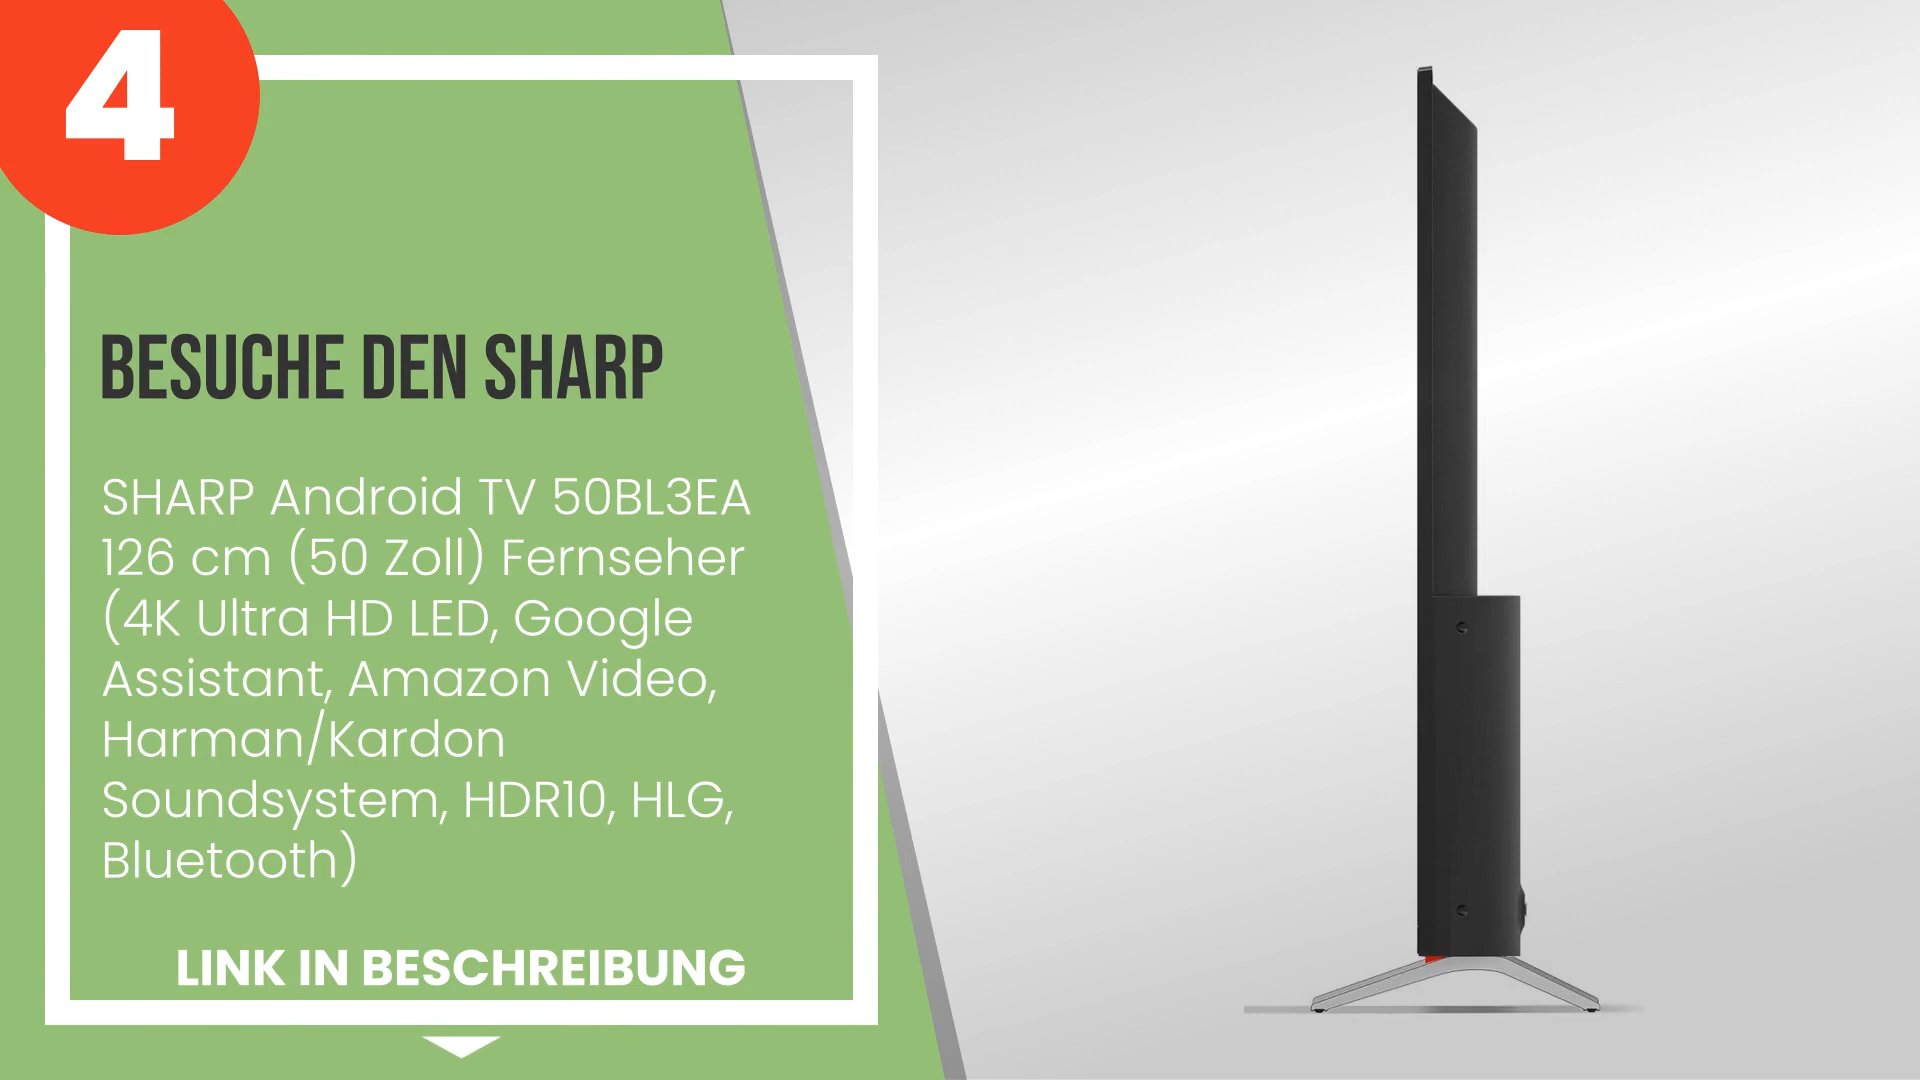 4
BESUCHE DEN SHARP
SHARP Android TV 50BL3EA
126 cm (50 Zoll) Fernseher
(4K Ultra HD LED, Google
Assistant, Amazon Video,
Harman/Kardon
Soundsystem, HDR10, HLG,
Bluetooth)
LINK IN BESCHREIBUNG